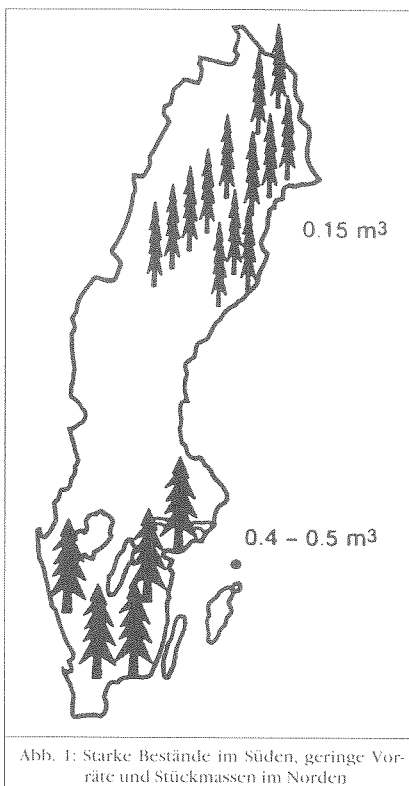 0.15 m³
0.4 – 0.5 m³
Abb. 1: Starke Bestände im Süden, geringe Vor-
räte und Stückmassen im Norden